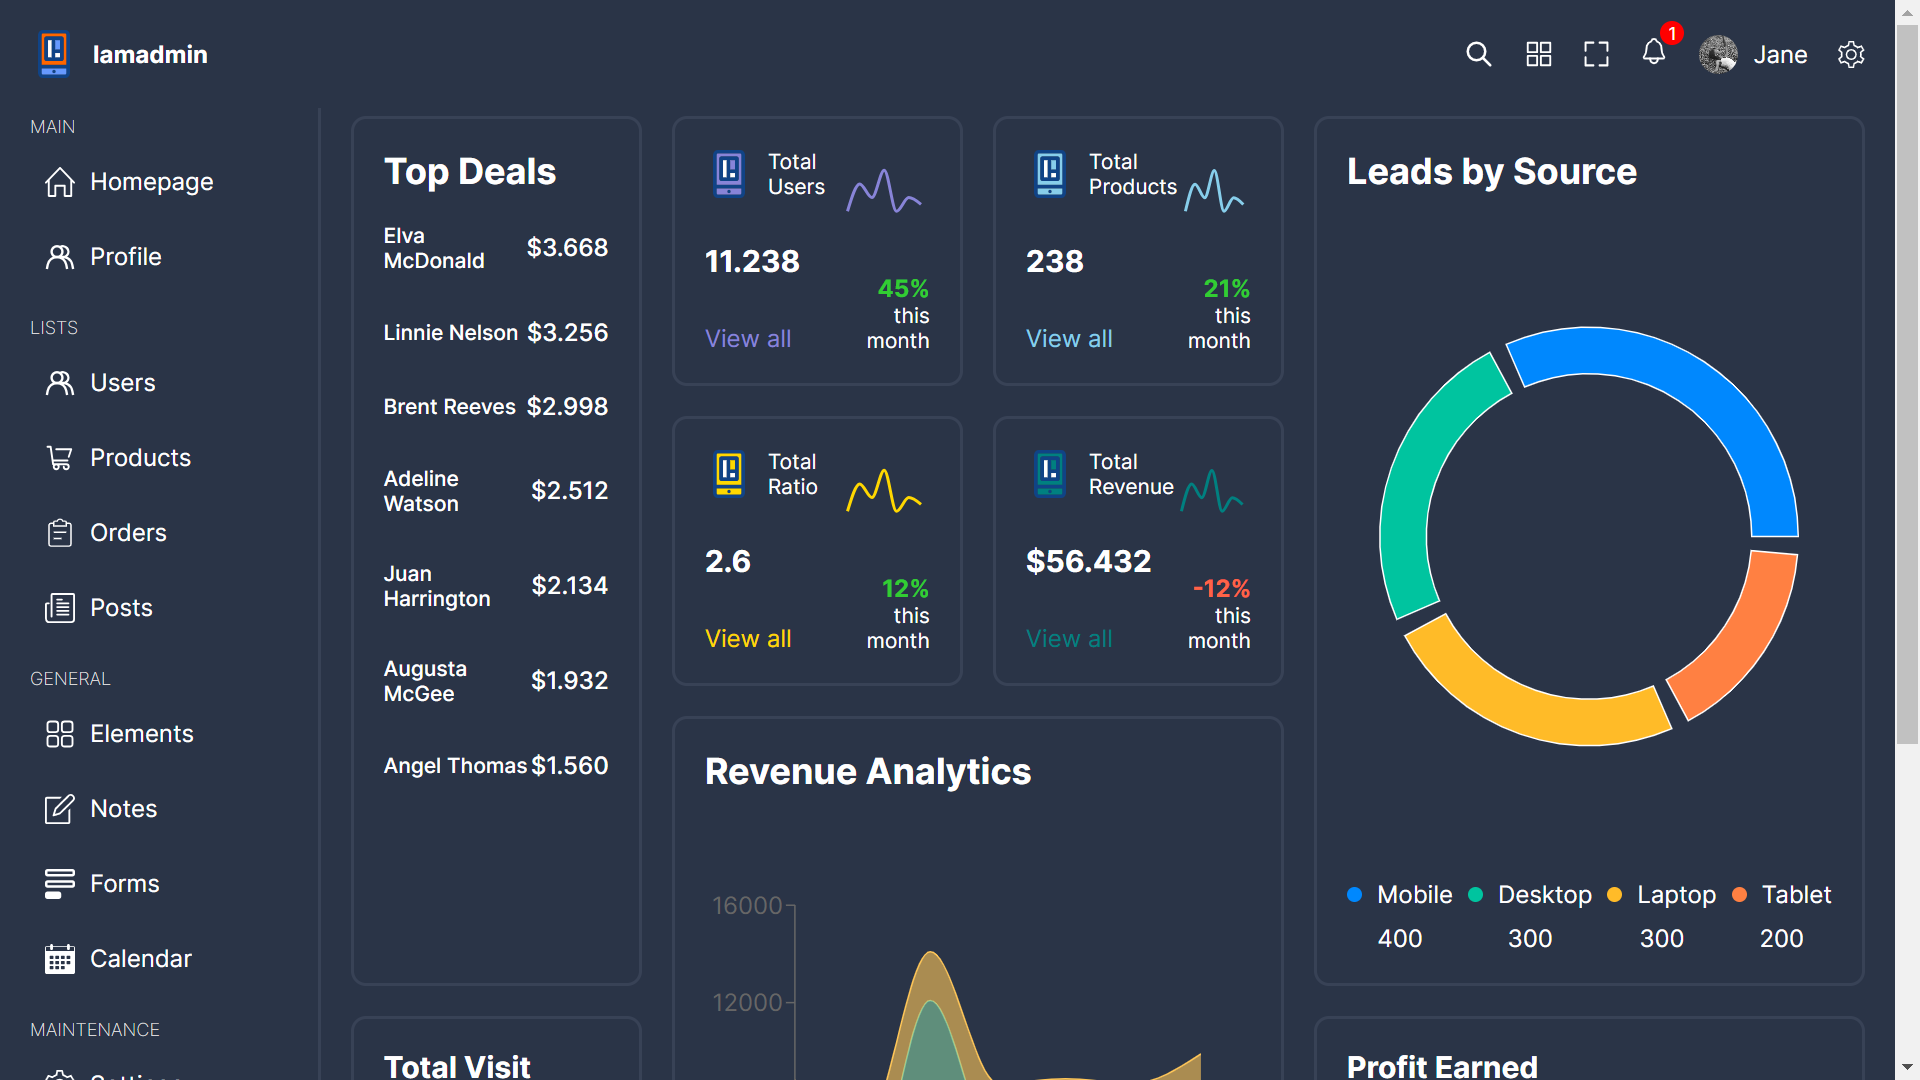 lamadmin
1
Jane
MAIN
Homepage
Profile
LISTS
Users
Products
Orders
Posts
GENERAL
Elements
Notes
Forms
Calendar
MAINTENANCE
Top Deals
Elva
McDonald
$3.668
Linnie Nelson $3.256
Brent Reeves $2.998
Adeline
Watson
$2.512
Juan
Harrington
$2.134
Augusta
McGee
$1.932
Angel Thomas $1.560
Total Visit
Total
Users
11.238
View all
45%
this
month
Total
Products
238
View all
21%
this
month
Total
Ratio
2.6
View all
12%
this
month
Total
Revenue
$56.432
View all
-12%
this
month
Revenue Analytics
16000
12000
Leads by Source
Mobile
400
Desktop
300
Laptop
300
Tablet
200
Profit Earned